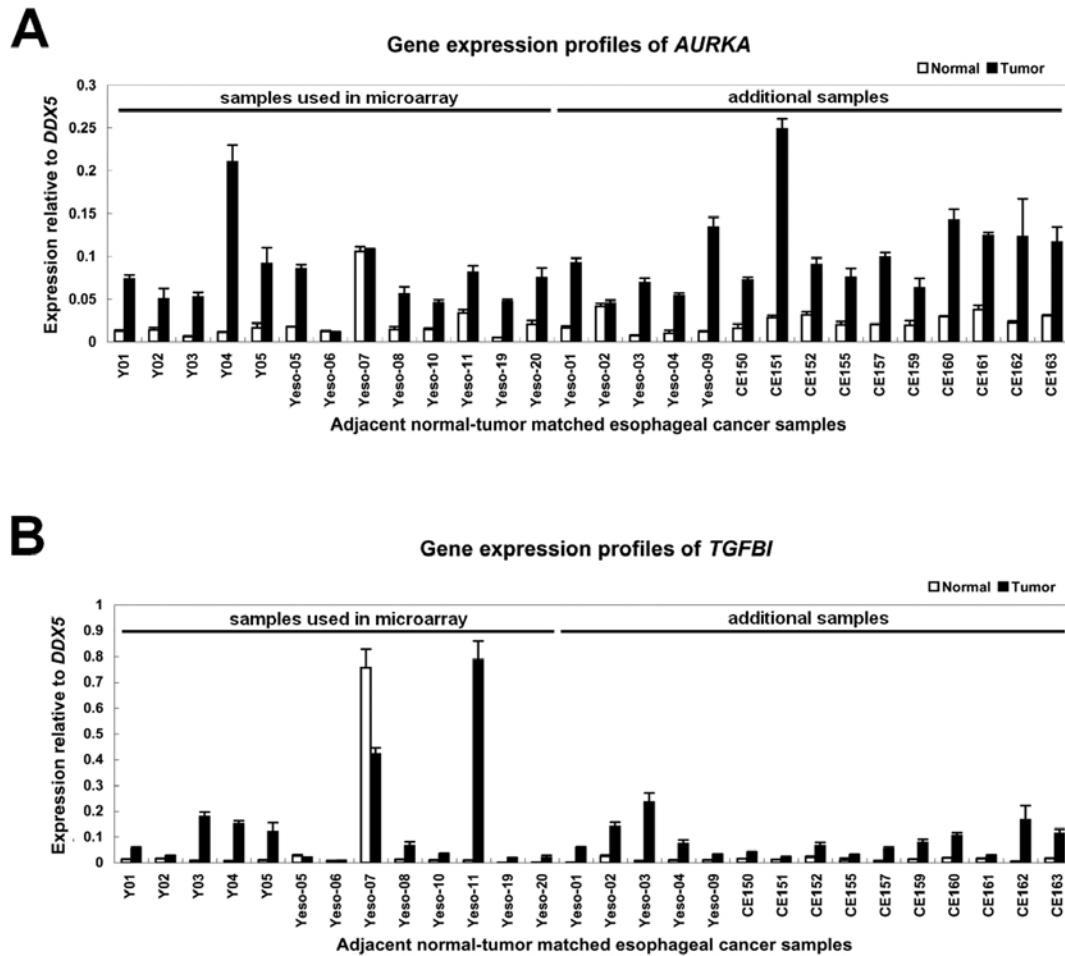 A
Gene expression profiles of AURKA
Normal Tumor
samples used in microarray additional samples
Expression relative to DDX5
0.3
0.25
0.2
0.15
0.1
0.05
0
Y01 Y02 Y03 Y04 Y05 Yeso-05 Yeso-06 Yeso-07 Yeso-08 Yeso-10 Yeso-11 Yeso-19 Yeso-20 Yeso-01 Yeso-02 Yeso-03 Yeso-04 Yeso-09 CE150 CE151 CE152 CE155 CE157 CE159 CE160 CE161 CE162 CE163
Adjacent normal-tumor matched esophageal cancer samples
B
Gene expression profiles of TGFBI
Normal Tumor
samples used in microarray additional samples
Expression relative to DDX5
1
0.9
0.8
0.7
0.6
0.5
0.4
0.3
0.2
0.1
0
Y01 Y02 Y03 Y04 Y05 Yeso-05 Yeso-06 Yeso-07 Yeso-08 Yeso-10 Yeso-11 Yeso-19 Yeso-20 Yeso-01 Yeso-02 Yeso-03 Yeso-04 Yeso-09 CE150 CE151 CE152 CE155 CE157 CE159 CE160 CE161 CE162 CE163
Adjacent normal-tumor matched esophageal cancer samples